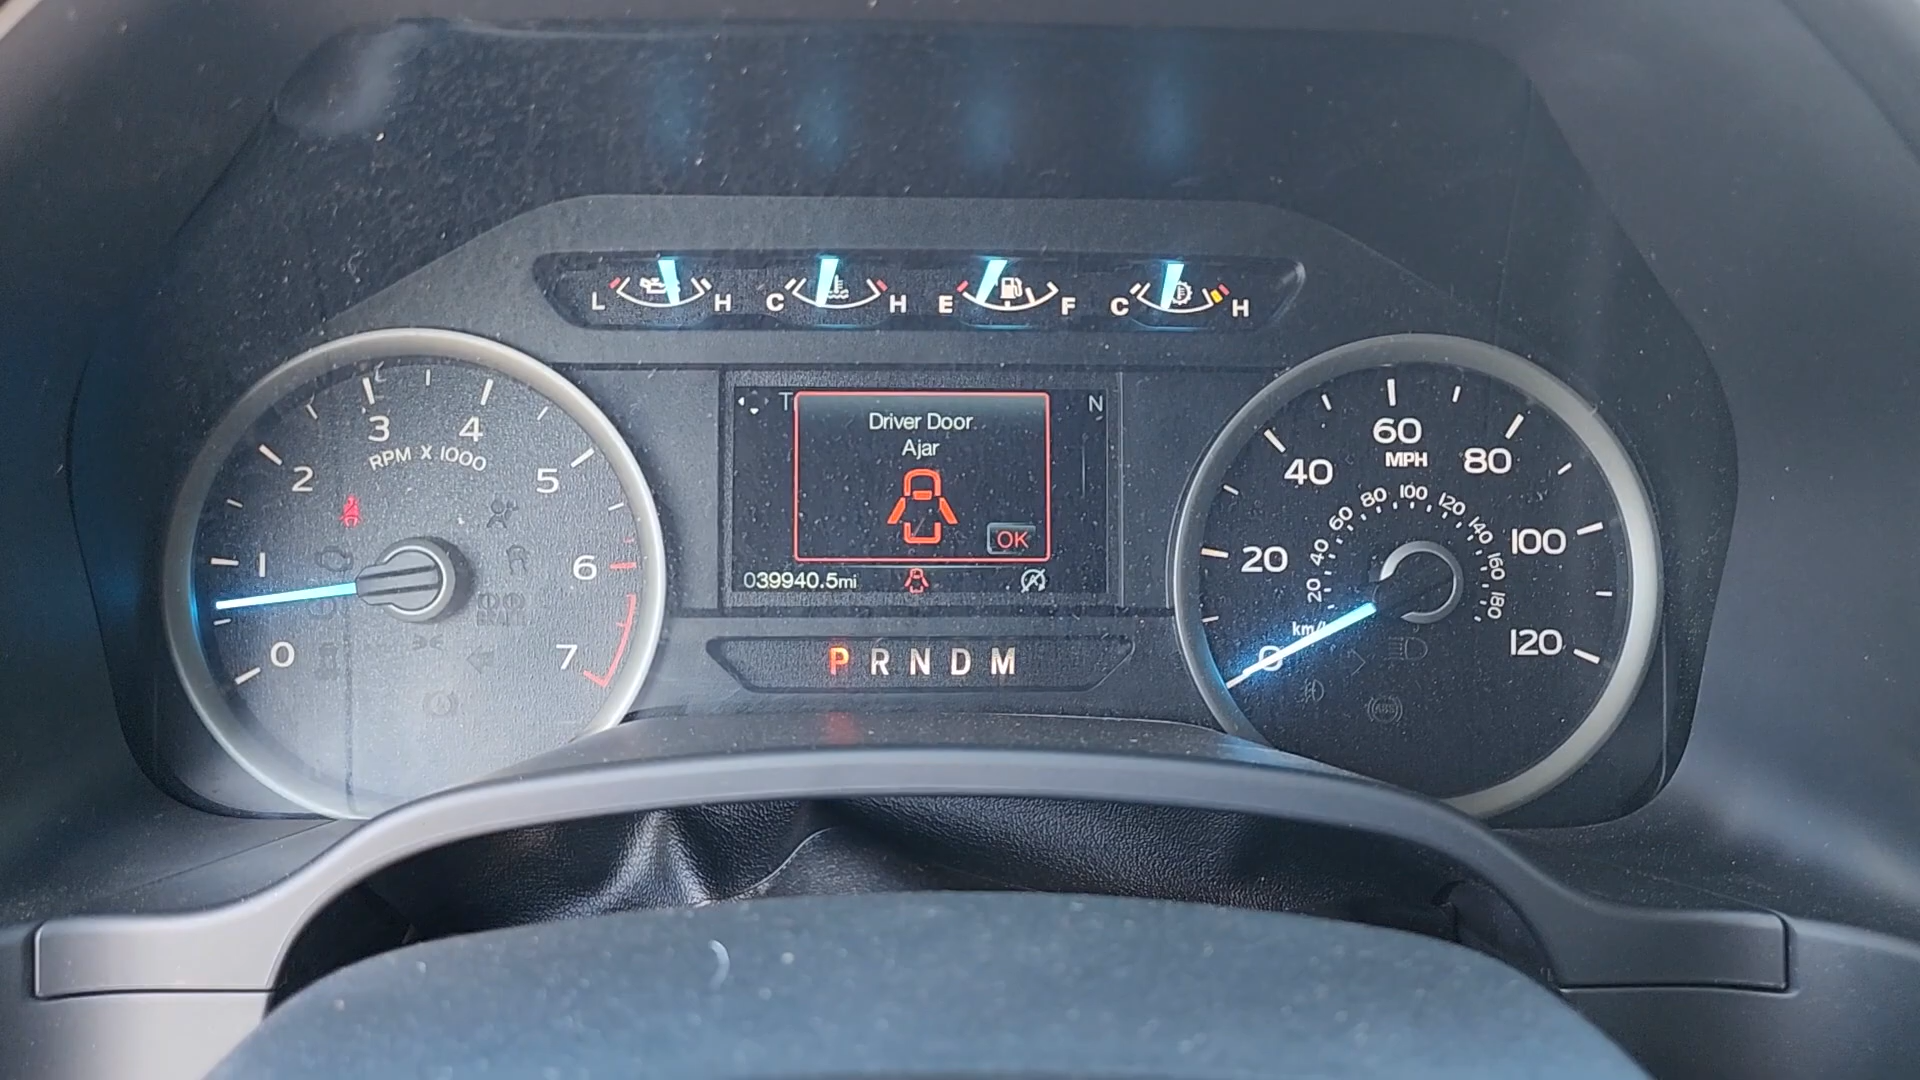 L H C H E F C H
3 4
RPM X 1000
2 5
1 6
0 7
T N
Driver Door
Ajar
OK
039940.5mi
P R N D M
60
MPH
40 80
20 100
0 120
km/h
20 40 60 80 100 120 140 160 180
ABS